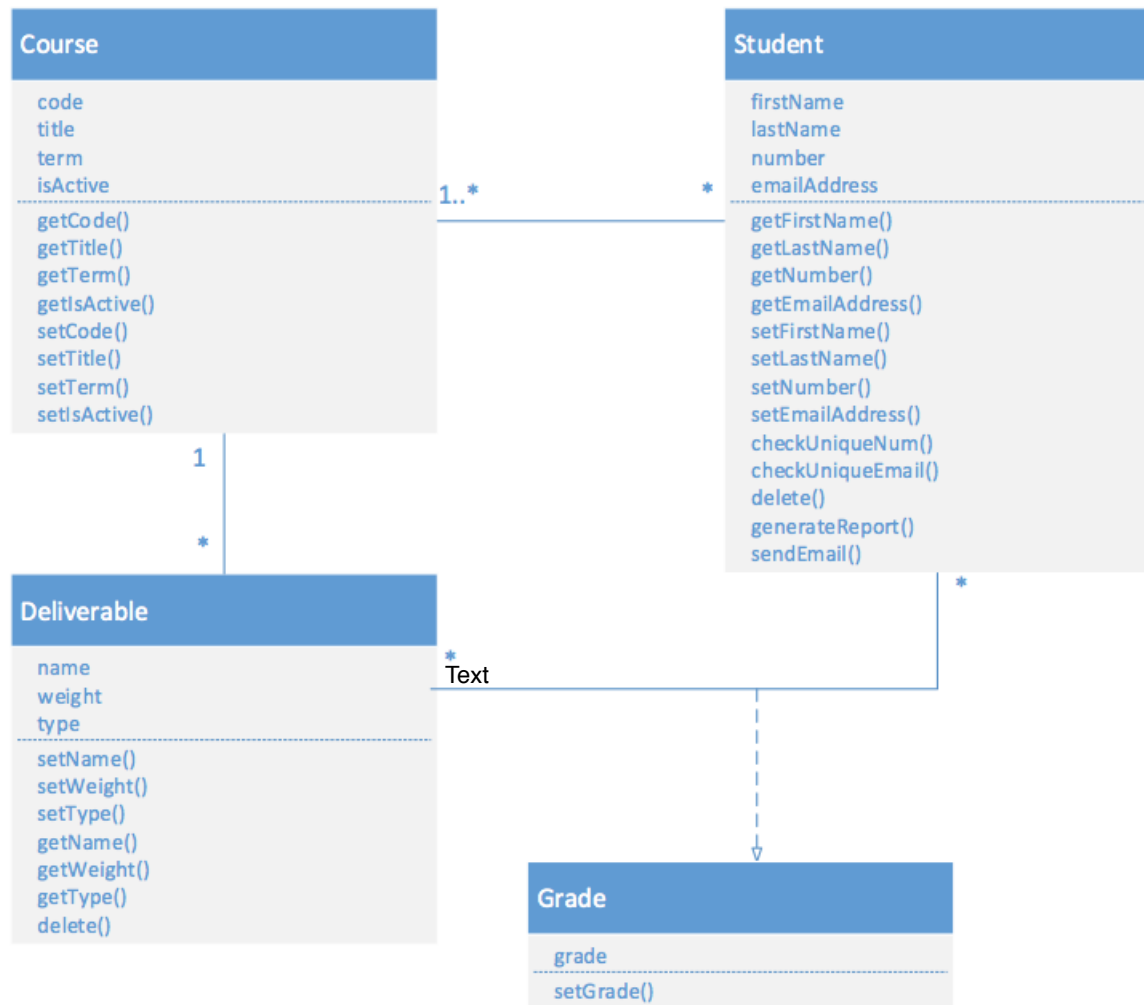 Course
code
title
term
isActive
getCode()
getTitle()
getTerm()
getIsActive()
setCode()
setTitle()
setTerm()
setIsActive()
1..*
*
Student
firstName
lastName
number
emailAddress
getFirstName()
getLastName()
getNumber()
getEmailAddress()
setFirstName()
setLastName()
setNumber()
setEmailAddress()
checkUniqueNum()
checkUniqueEmail()
delete()
generateReport()
sendEmail()
1
*
Deliverable
name
weight
type
setName()
setWeight()
setType()
getName()
getWeight()
getType()
delete()
*
Text
*
Grade
grade
setGrade()